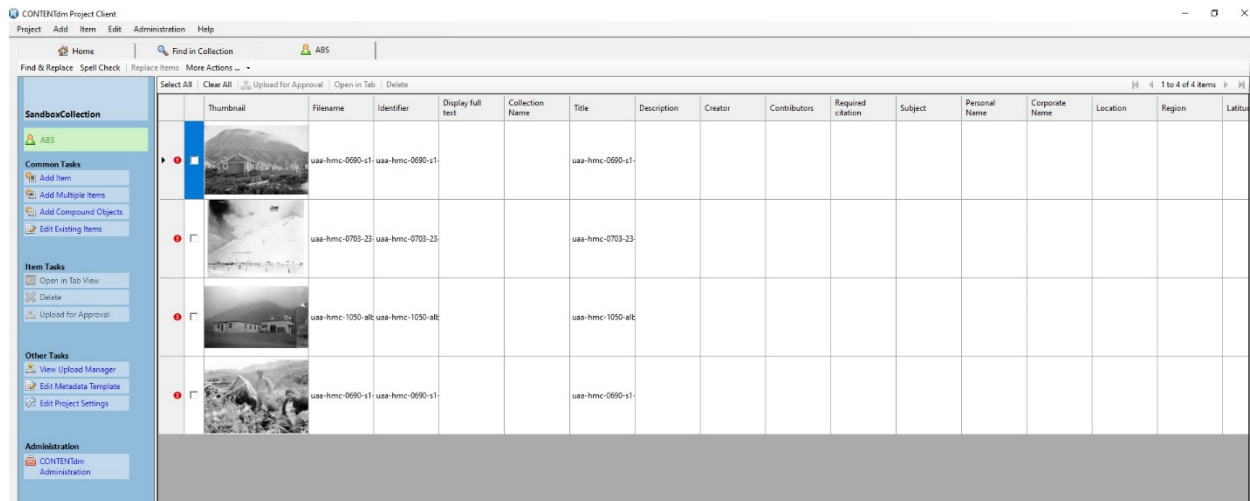 CONTENTdm Project Client
Project Add Item Edit Administration Help
Home Find in Collection ABS
Find & Replace Spell Check Replace Items More Actions ...
Select All Clear All Upload for Approval Open in Tab Delete 1 to 4 of 4 items
SandboxCollection
ABS
Common Tasks
Add Item
Add Multiple Items
Add Compound Objects
Edit Existing Items
Item Tasks
Open in Tab View
Delete
Upload for Approval
Other Tasks
View Upload Manager
Edit Metadata Template
Edit Project Settings
Administration
CONTENTdm
Administration
Thumbnail Filename Identifier Display full text Collection Name Title Description Creator Contributors Required citation Subject Personal Name Corporate Name Location Region Latitu
uaa-hmc-0690-s1- uaa-hmc-0690-s1- uaa-hmc-0690-s1-
uaa-hmc-0703-23- uaa-hmc-0703-23- uaa-hmc-0703-23-
uaa-hmc-1050-alb uaa-hmc-1050-alb uaa-hmc-1050-alb
uaa-hmc-0690-s1- uaa-hmc-0690-s1- uaa-hmc-0690-s1-